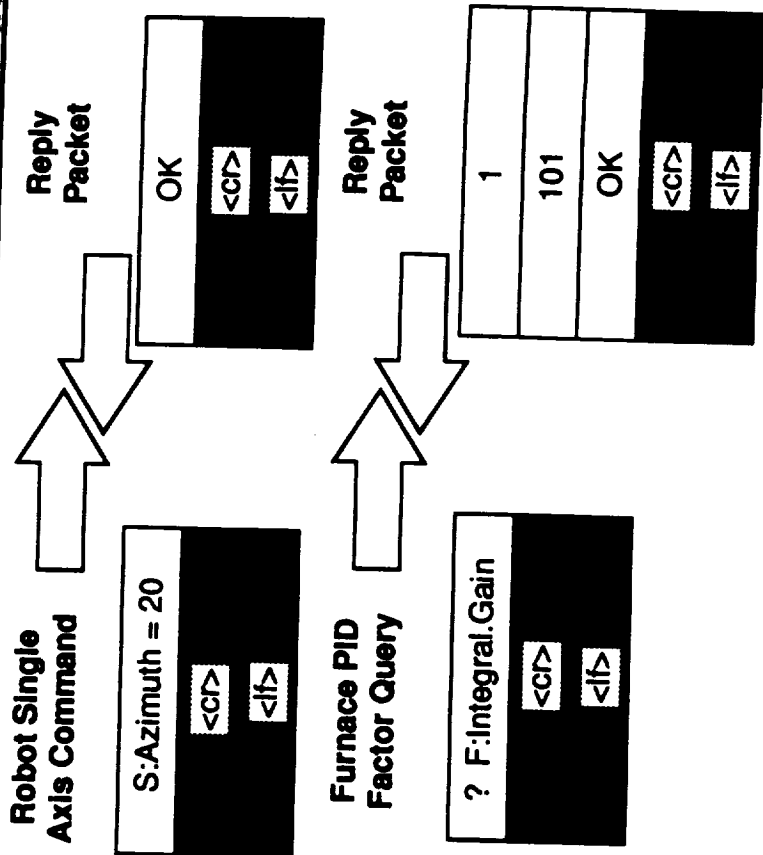 Robot Single
Axis Command
S:Azimuth = 20
<cr>
<lf>
Reply
Packet
OK
<cr>
<lf>
Furnace PID
Factor Query
? F:Integral.Gain
<cr>
<lf>
Reply
Packet
1
101
OK
<cr>
<lf>